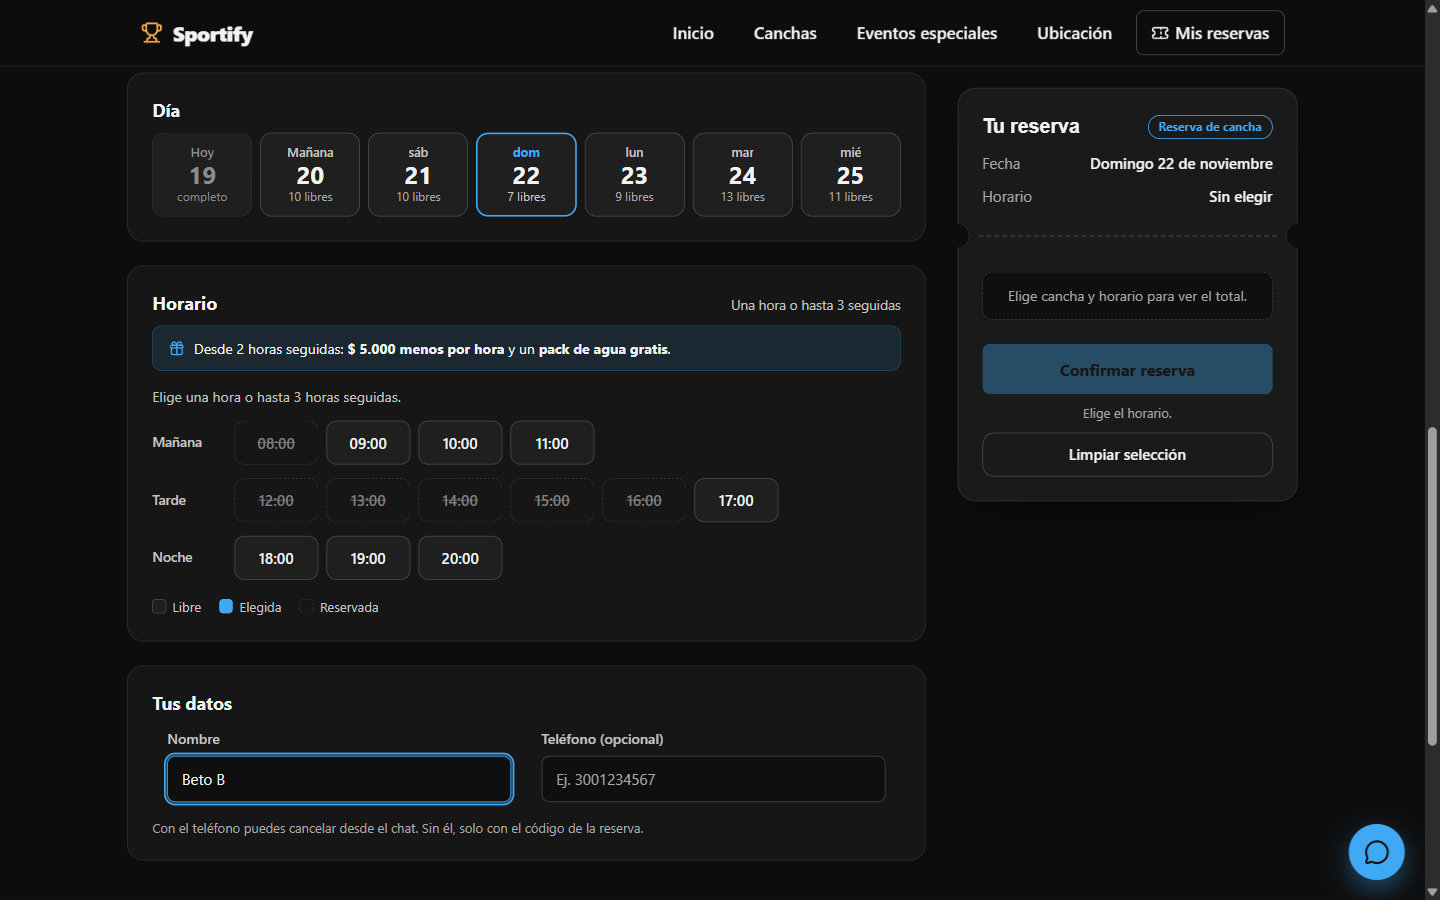 Sportify
Inicio
Canchas
Eventos especiales
Ubicación
Mis reservas
Día
Hoy
19
completo
Mañana
20
10 libres
sáb
21
10 libres
dom
22
7 libres
lun
23
9 libres
mar
24
13 libres
mié
25
11 libres
Horario
Una hora o hasta 3 seguidas
Desde 2 horas seguidas: $ 5.000 menos por hora y un pack de agua gratis.
Elige una hora o hasta 3 horas seguidas.
Mañana 08:00 09:00 10:00 11:00
Tarde 12:00 13:00 14:00 15:00 16:00 17:00
Noche 18:00 19:00 20:00
Libre Elegida Reservada
Tus datos
Nombre
Beto B
Teléfono (opcional)
Ej. 3001234567
Con el teléfono puedes cancelar desde el chat. Sin él, solo con el código de la reserva.
Tu reserva
Reserva de cancha
Fecha Domingo 22 de noviembre
Horario Sin elegir
Elige cancha y horario para ver el total.
Confirmar reserva
Elige el horario.
Limpiar selección